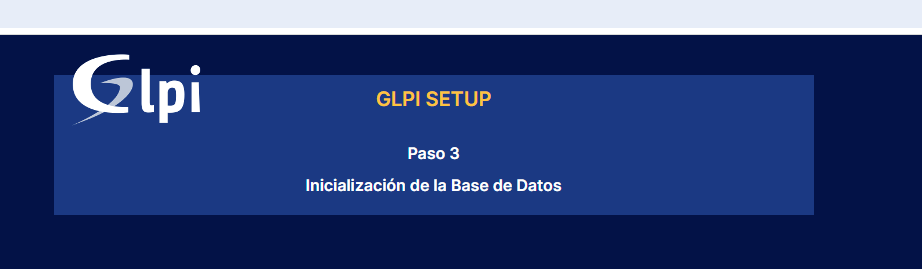 Glpi
GLPI SETUP
Paso 3
Inicialización de la Base de Datos